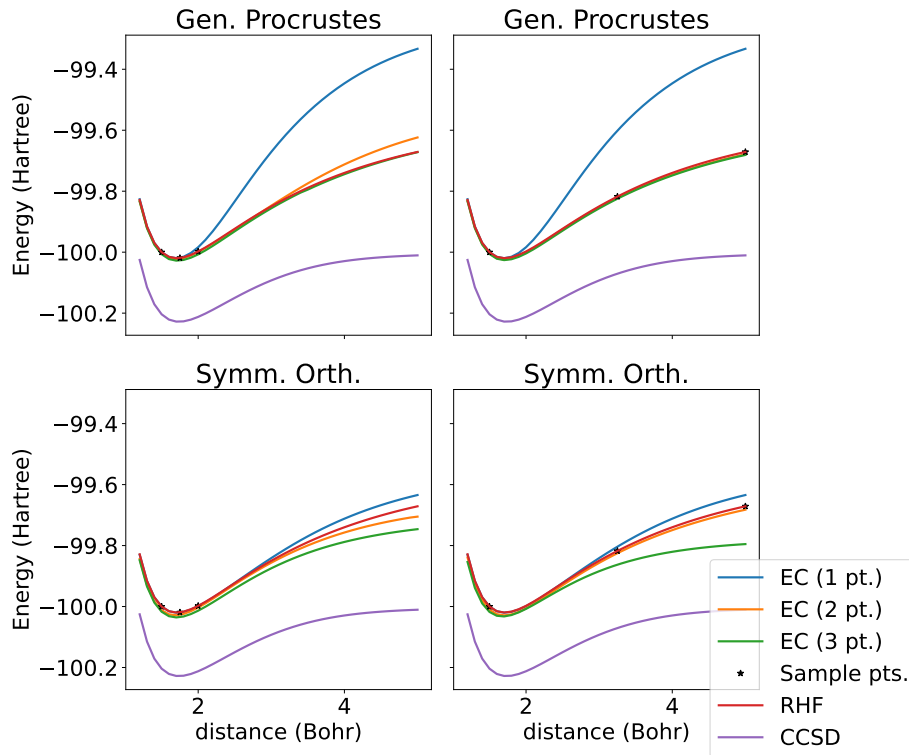 Gen. Procrustes
Gen. Procrustes
Energy (Hartree)
−99.4
−99.6
−99.8
−100.0
−100.2
Symm. Orth.
Symm. Orth.
Energy (Hartree)
−99.4
−99.6
−99.8
−100.0
−100.2
2
4
2
4
distance (Bohr)
distance (Bohr)
EC (1 pt.)
EC (2 pt.)
EC (3 pt.)
Sample pts.
RHF
CCSD